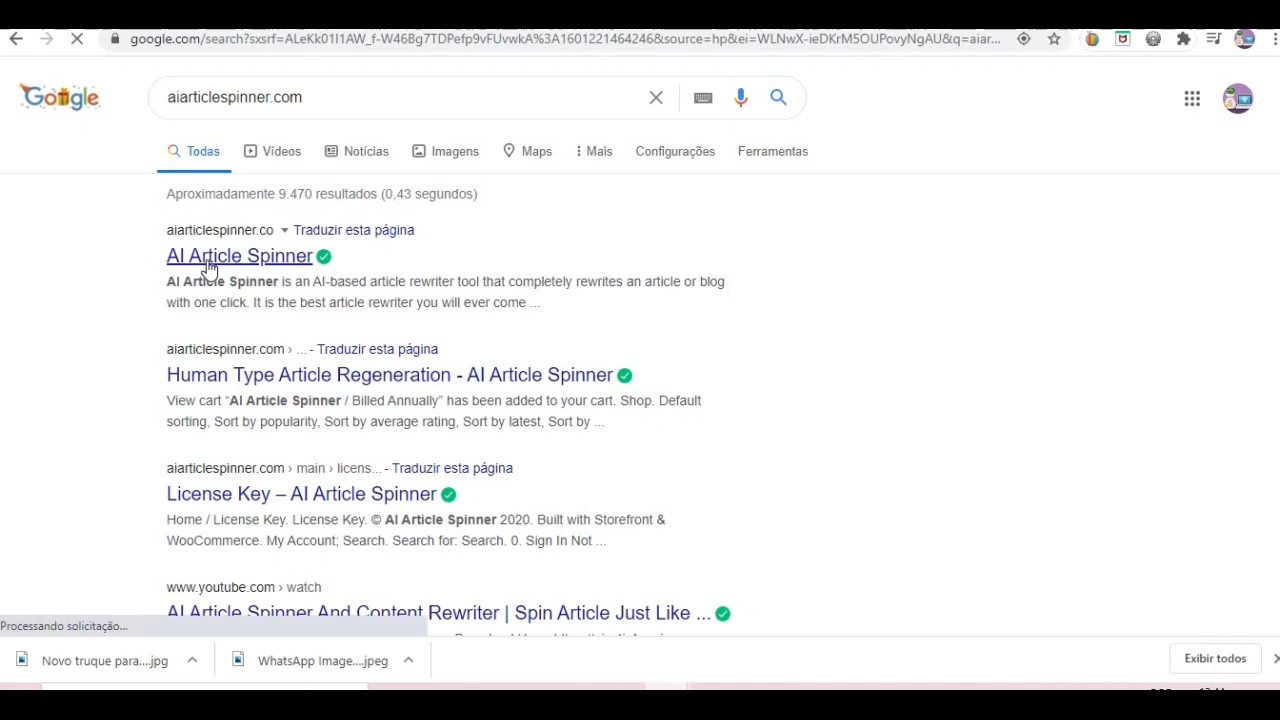 google.com/search?sxsrf=ALeKk01I1AW_f-W46Bg7TDPefp9vFUvwkA%3A1601221464246&source=hp&ei=WLNwX-ieDKrM5OUPovyNgAU&q=aiar...
Google
aiarticlespinner.com
Todas
Vídeos
Notícias
Imagens
Maps
Mais
Configurações
Ferramentas
Aproximadamente 9.470 resultados (0,43 segundos)
aiarticlespinner.co Traduzir esta página
AI Article Spinner
AI Article Spinner is an AI-based article rewriter tool that completely rewrites an article or blog
with one click. It is the best article rewriter you will ever come ...
aiarticlespinner.com › ... - Traduzir esta página
Human Type Article Regeneration - AI Article Spinner
View cart “AI Article Spinner / Billed Annually” has been added to your cart. Shop. Default
sorting, Sort by popularity, Sort by average rating, Sort by latest, Sort by ...
aiarticlespinner.com › main › licens... - Traduzir esta página
License Key – AI Article Spinner
Home / License Key. License Key. © AI Article Spinner 2020. Built with Storefront &
WooCommerce. My Account; Search. Search for: Search. 0. Sign In Not ...
www.youtube.com › watch
AI Article Spinner And Content Rewriter | Spin Article Just Like ...
Processando solicitação...
Novo truque para....jpg
WhatsApp Image....jpeg
Exibir todos